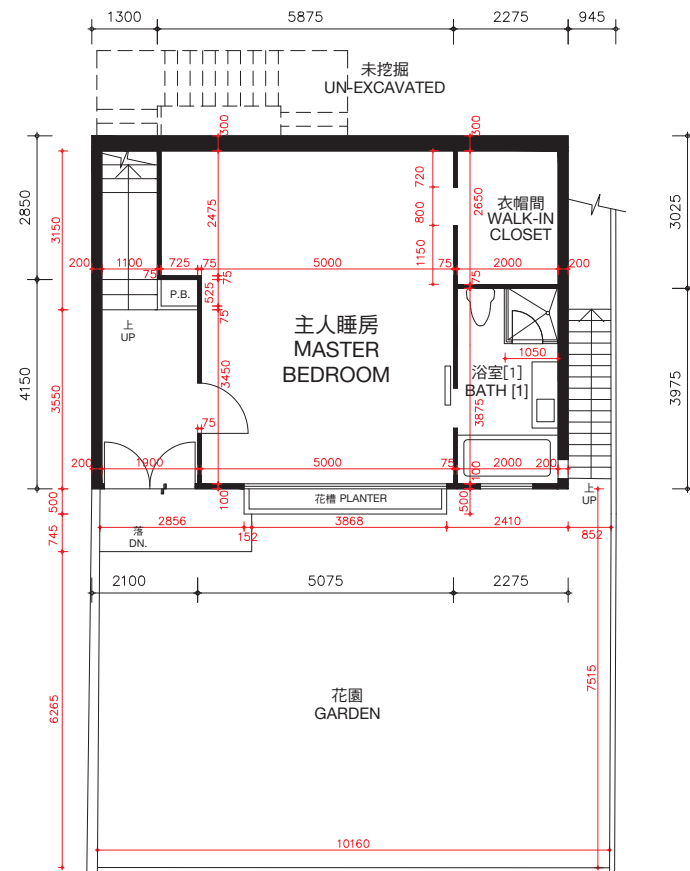 1300
5875
2275
945
未挖掘
UN-EXCAVATED
300
300
2850
3150
2475
720
800
1150
2650
衣帽間
WALK-IN
CLOSET
3025
200
1100
725
75
5000
75
2000
200
75
75
75
P.B.
525
75
上
UP
主人睡房
MASTER
BEDROOM
1050
浴室[1]
BATH [1]
4150
3550
3450
3875
3975
75
200
1900
5000
75
2000
200
100
100
500
500
花槽 PLANTER
上
UP
745
2856
152
3868
2410
852
落
DN.
2100
5075
2275
6265
花園
GARDEN
7515
10160